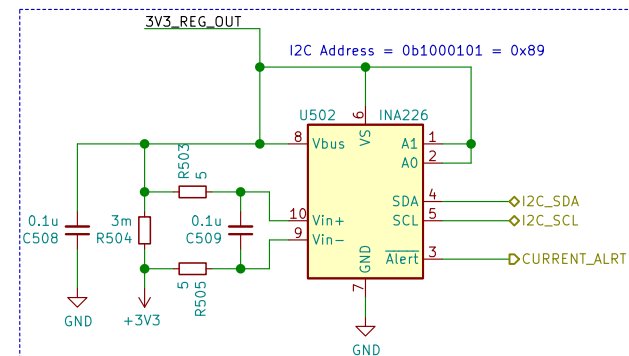 3V3_REG_OUT
I2C Address = 0b1000101 = 0x89
U502
INA226
6
VS
8
Vbus
A1
1
A0
2
R503
5
10
Vin+
9
Vin-
SDA
4
I2C_SDA
SCL
5
I2C_SCL
Alert
3
CURRENT_ALRT
GND
7
0.1u
C508
3m
R504
0.1u
C509
5
R505
GND
+3V3
GND